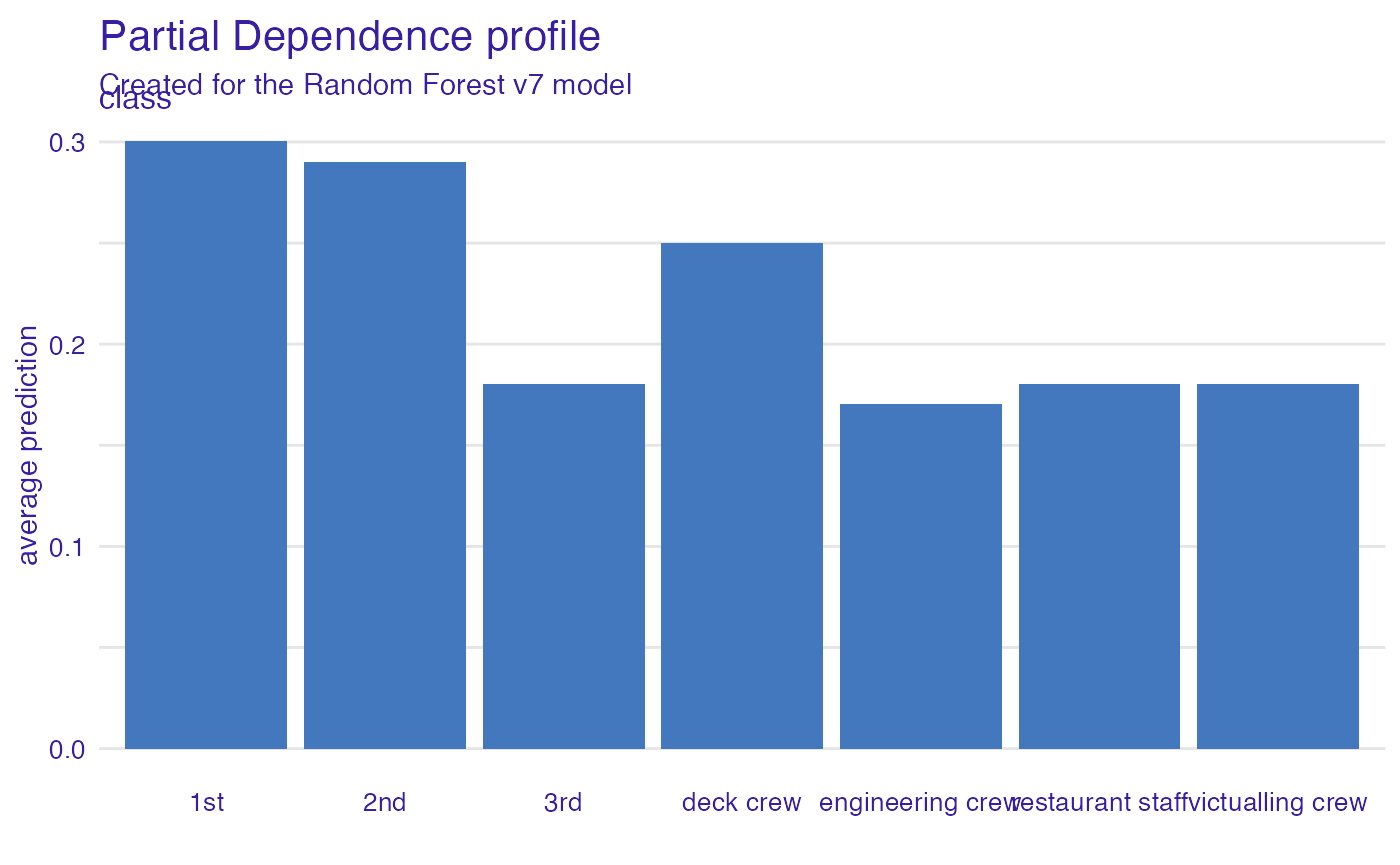 Partial Dependence profile
Created for the Random Forest v7 model
class
average prediction
0.3
0.2
0.1
0.0
1st
2nd
3rd
deck crew
engineering crew
restaurant staff
victualling crew